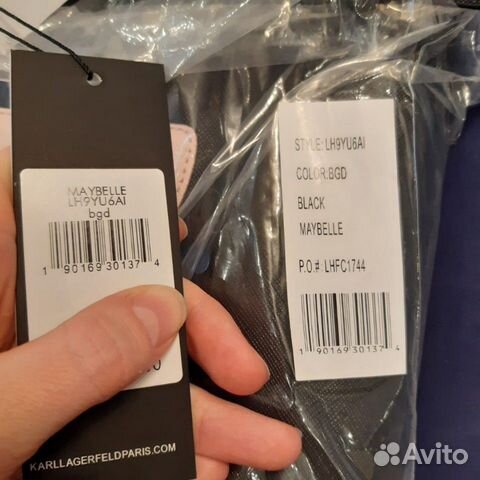 MAYBELLE
LH9YU6AI
bgd
1 90169 30137 4
KARLLAGERFELDPARIS.COM
STYLE: LH9YU6AI
COLOR:BGD
BLACK
MAYBELLE
P.O.# LHFC1744
1 90169 30137 4
Avito